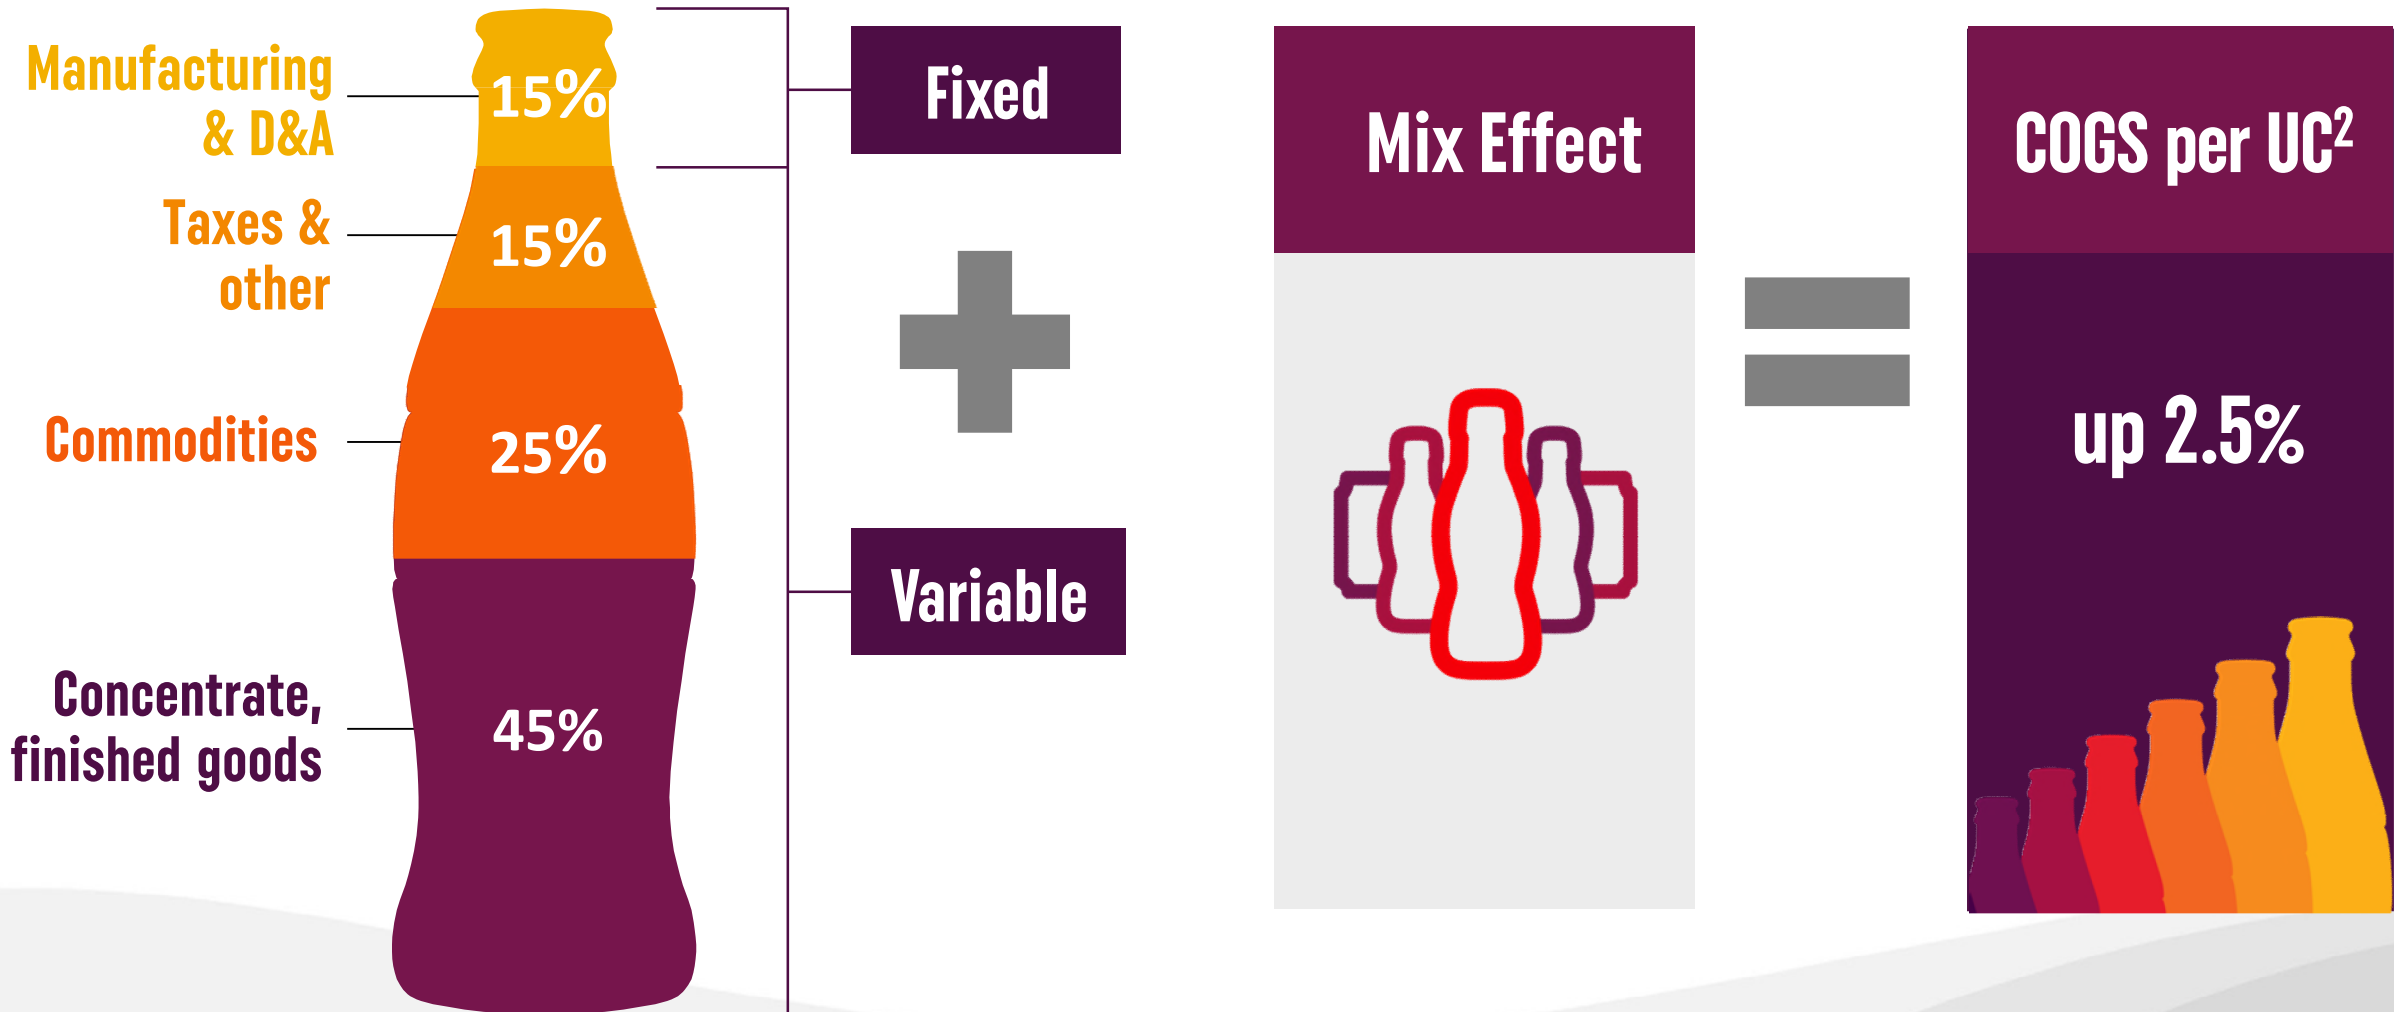 Manufacturing
& D&A
15%
Taxes &
other
15%
Commodities
25%
Concentrate,
finished goods
45%
Fixed
Variable
Mix Effect
COGS per UC²
up 2.5%